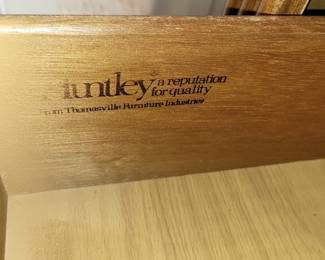 Huntley a reputation
for quality
from Thomasville Furniture Industries